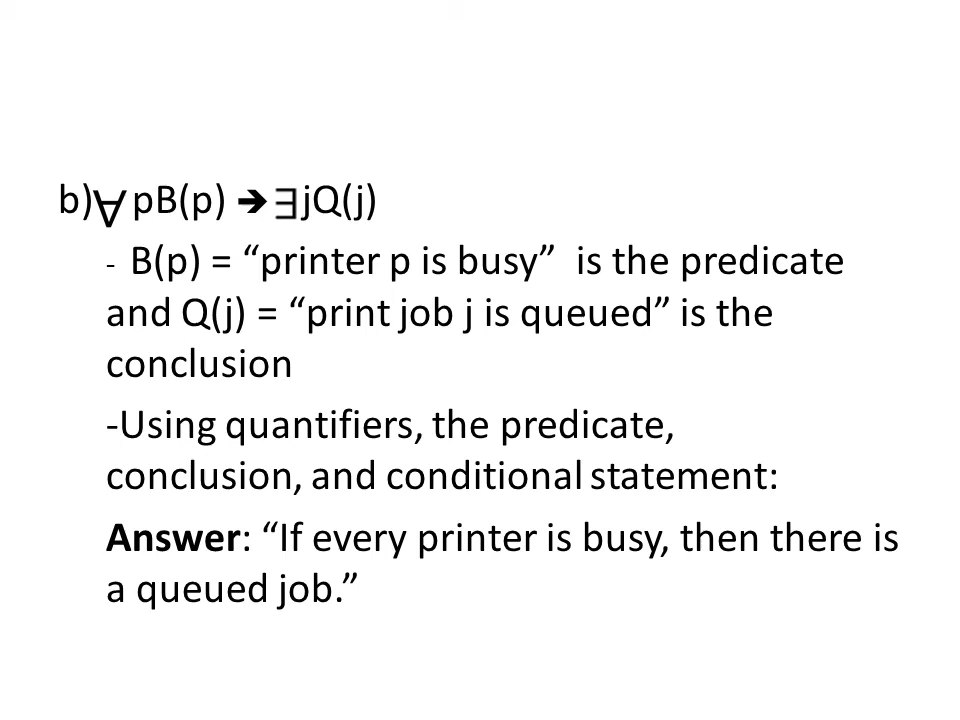 b)∀ pB(p) 🡺 ∃jQ(j)
- B(p) = “printer p is busy”  is the predicate
and Q(j) = “print job j is queued” is the
conclusion
-Using quantifiers, the predicate,
conclusion, and conditional statement:
Answer: “If every printer is busy, then there is
a queued job.”